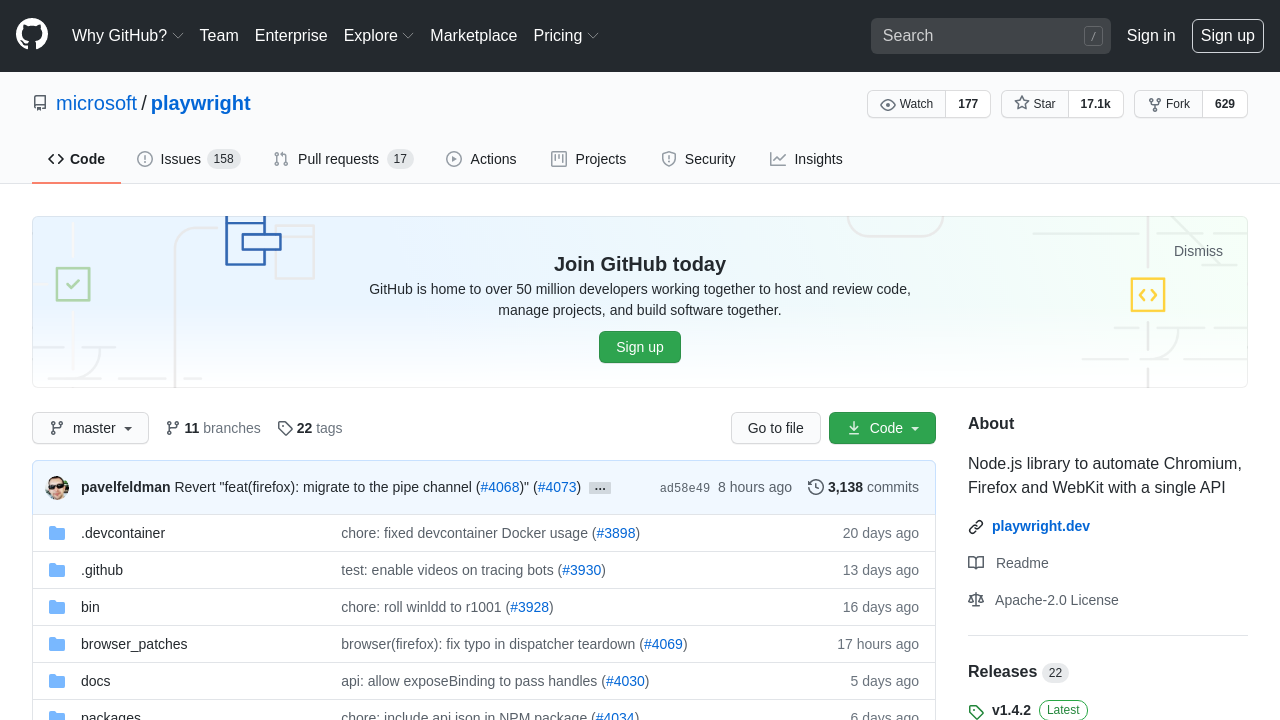 Why GitHub? Team Enterprise Explore Marketplace Pricing Search / Sign in Sign up
microsoft / playwright Watch 177 Star 17.1k Fork 629
Code Issues 158 Pull requests 17 Actions Projects Security Insights
Dismiss
Join GitHub today
GitHub is home to over 50 million developers working together to host and review code,
manage projects, and build software together.
Sign up
master 11 branches 22 tags Go to file Code
pavelfeldman Revert "feat(firefox): migrate to the pipe channel (#4068)" (#4073) ... ad58e49 8 hours ago 3,138 commits
.devcontainer chore: fixed devcontainer Docker usage (#3898) 20 days ago
.github test: enable videos on tracing bots (#3930) 13 days ago
bin chore: roll winldd to r1001 (#3928) 16 days ago
browser_patches browser(firefox): fix typo in dispatcher teardown (#4069) 17 hours ago
docs api: allow exposeBinding to pass handles (#4030) 5 days ago
packages chore: include api.json in NPM package (#4034) 6 days ago
About
Node.js library to automate Chromium,
Firefox and WebKit with a single API
playwright.dev
Readme
Apache-2.0 License
Releases 22
v1.4.2 Latest